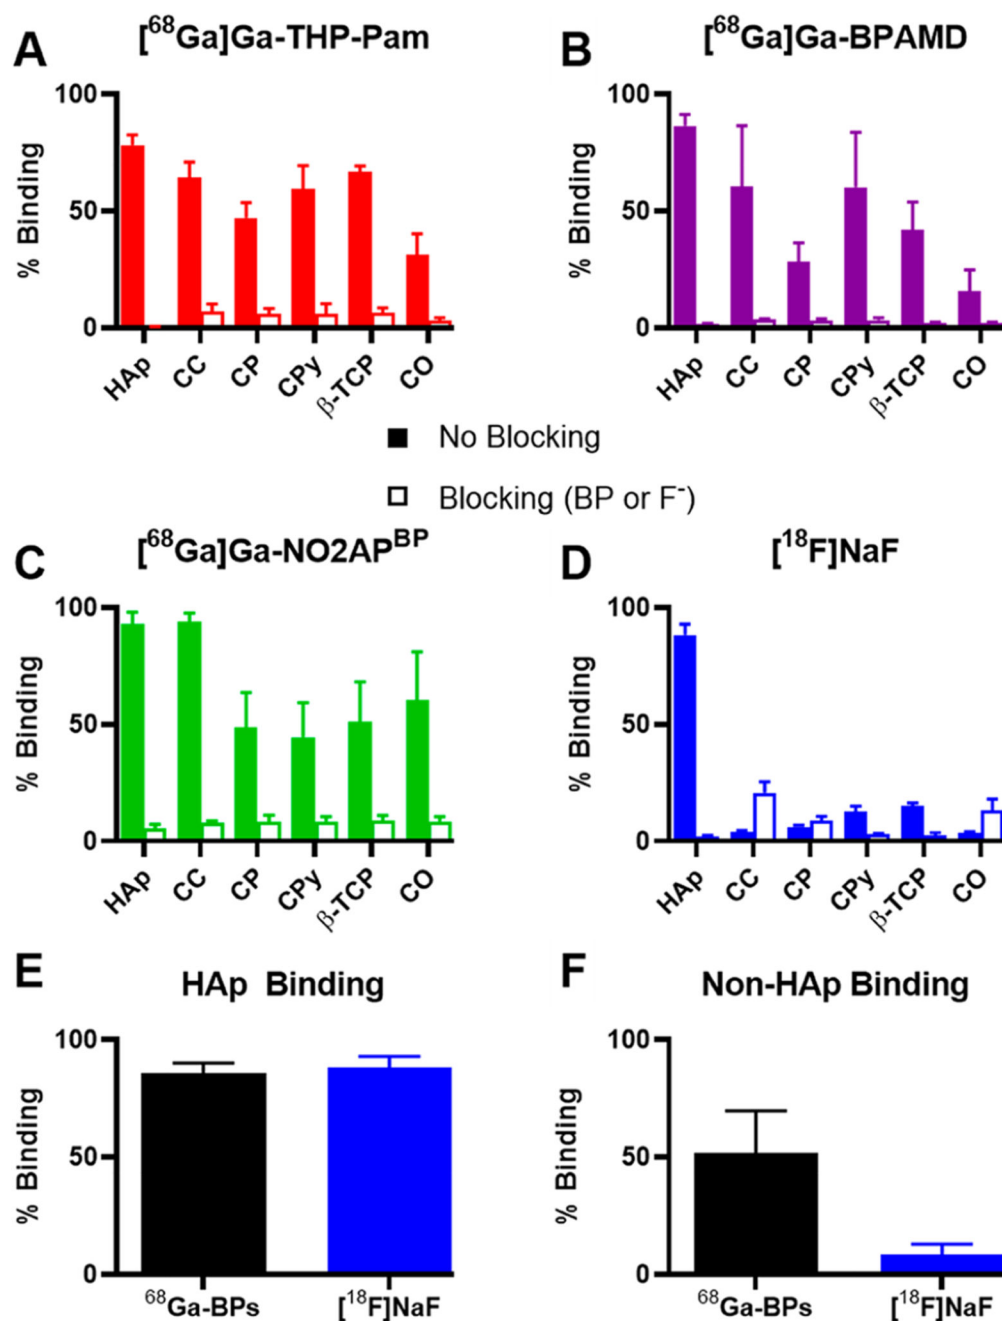 A [⁶⁸Ga]Ga-THP-Pam
% Binding
100
50
0
HAp CC CP CPy β-TCP CO
B [⁶⁸Ga]Ga-BPAMD
% Binding
100
50
0
HAp CC CP CPy β-TCP CO
No Blocking
Blocking (BP or F⁻)
C [⁶⁸Ga]Ga-NO2APᴮᴾ
% Binding
100
50
0
HAp CC CP CPy β-TCP CO
D [¹⁸F]NaF
% Binding
100
50
0
HAp CC CP CPy β-TCP CO
E HAp Binding
% Binding
100
50
0
⁶⁸Ga-BPs [¹⁸F]NaF
F Non-HAp Binding
% Binding
100
50
0
⁶⁸Ga-BPs [¹⁸F]NaF